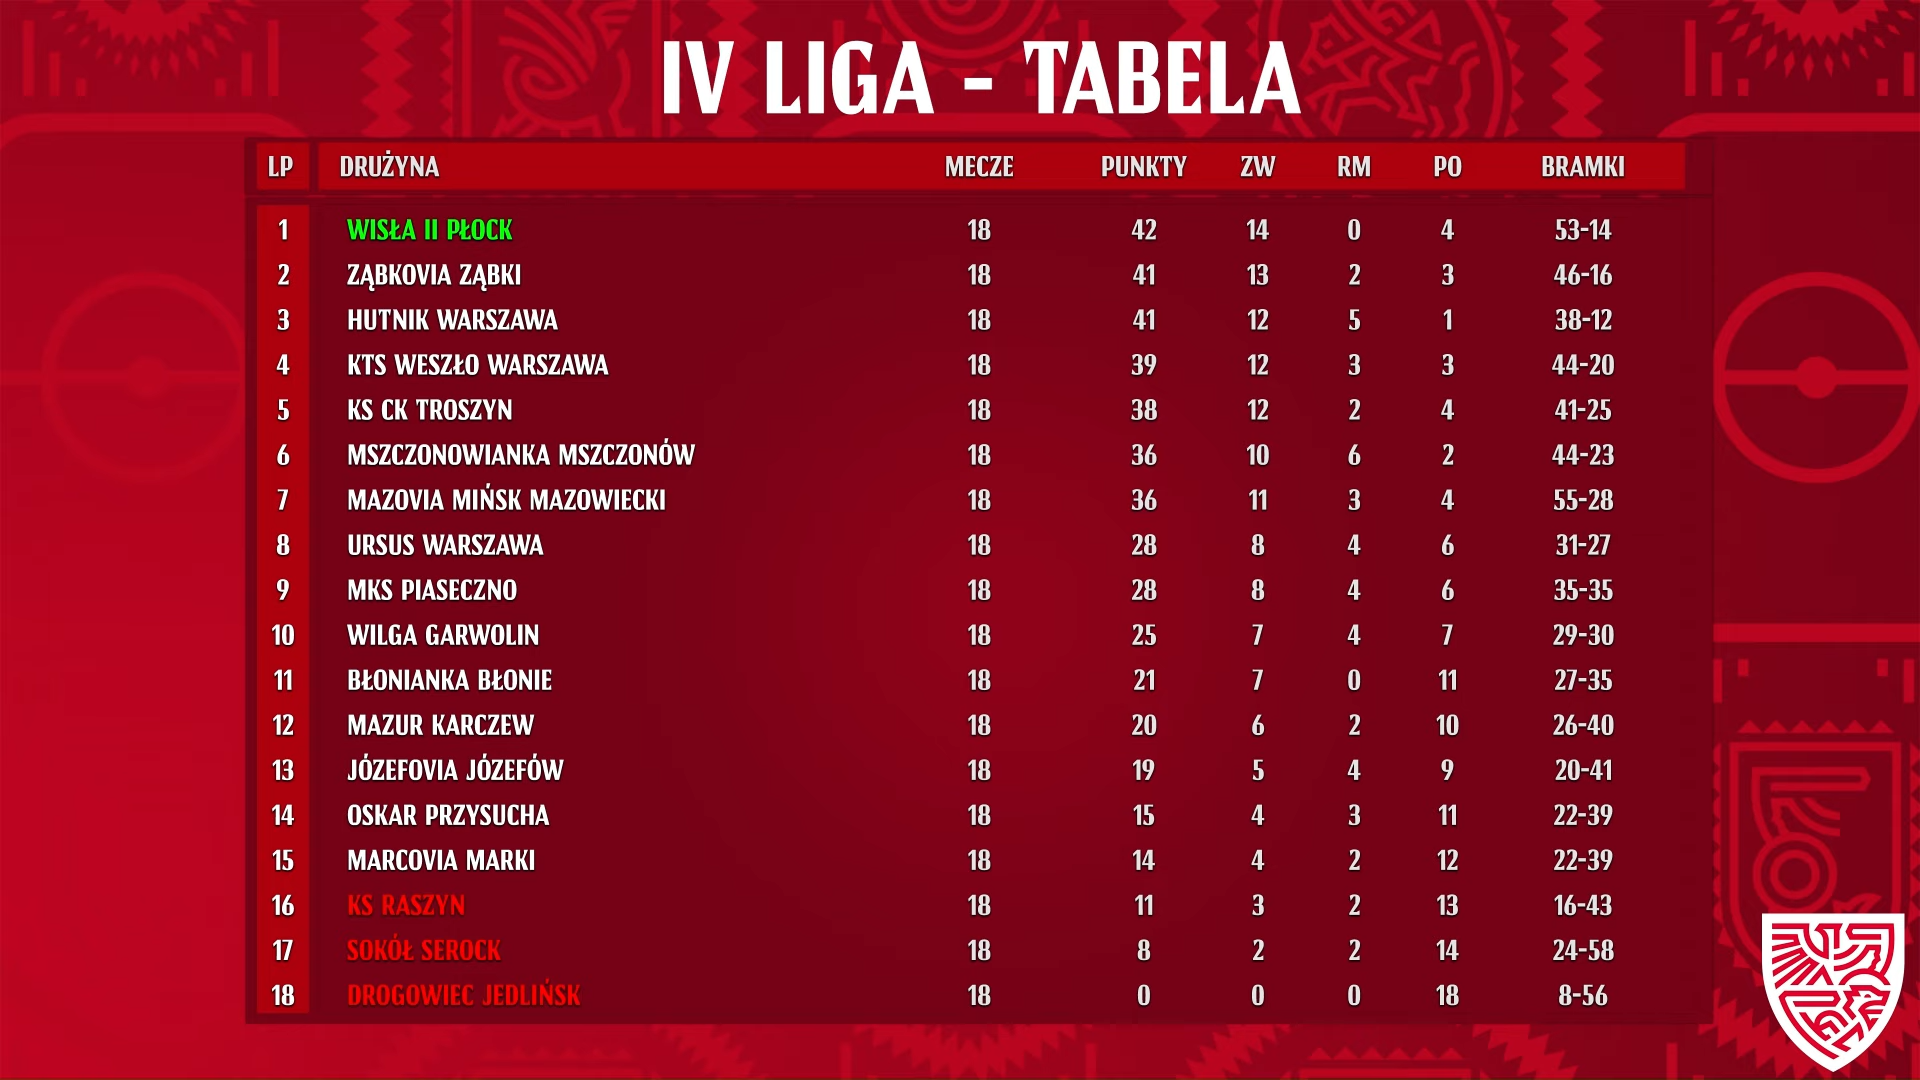 IV LIGA - TABELA
LP DRUŻYNA MECZE PUNKTY ZW RM PO BRAMKI
1 WISŁA II PŁOCK 18 42 14 0 4 53-14
2 ZĄBKOVIA ZĄBKI 18 41 13 2 3 46-16
3 HUTNIK WARSZAWA 18 41 12 5 1 38-12
4 KTS WESZŁO WARSZAWA 18 39 12 3 3 44-20
5 KS CK TROSZYN 18 38 12 2 4 41-25
6 MSZCZONOWIANKA MSZCZONÓW 18 36 10 6 2 44-23
7 MAZOVIA MIŃSK MAZOWIECKI 18 36 11 3 4 55-28
8 URSUS WARSZAWA 18 28 8 4 6 31-27
9 MKS PIASECZNO 18 28 8 4 6 35-35
10 WILGA GARWOLIN 18 25 7 4 7 29-30
11 BŁONIANKA BŁONIE 18 21 7 0 11 27-35
12 MAZUR KARCZEW 18 20 6 2 10 26-40
13 JÓZEFOVIA JÓZEFÓW 18 19 5 4 9 20-41
14 OSKAR PRZYSUCHA 18 15 4 3 11 22-39
15 MARCOVIA MARKI 18 14 4 2 12 22-39
16 KS RASZYN 18 11 3 2 13 16-43
17 SOKÓŁ SEROCK 18 8 2 2 14 24-58
18 DROGOWIEC JEDLIŃSK 18 0 0 0 18 8-56